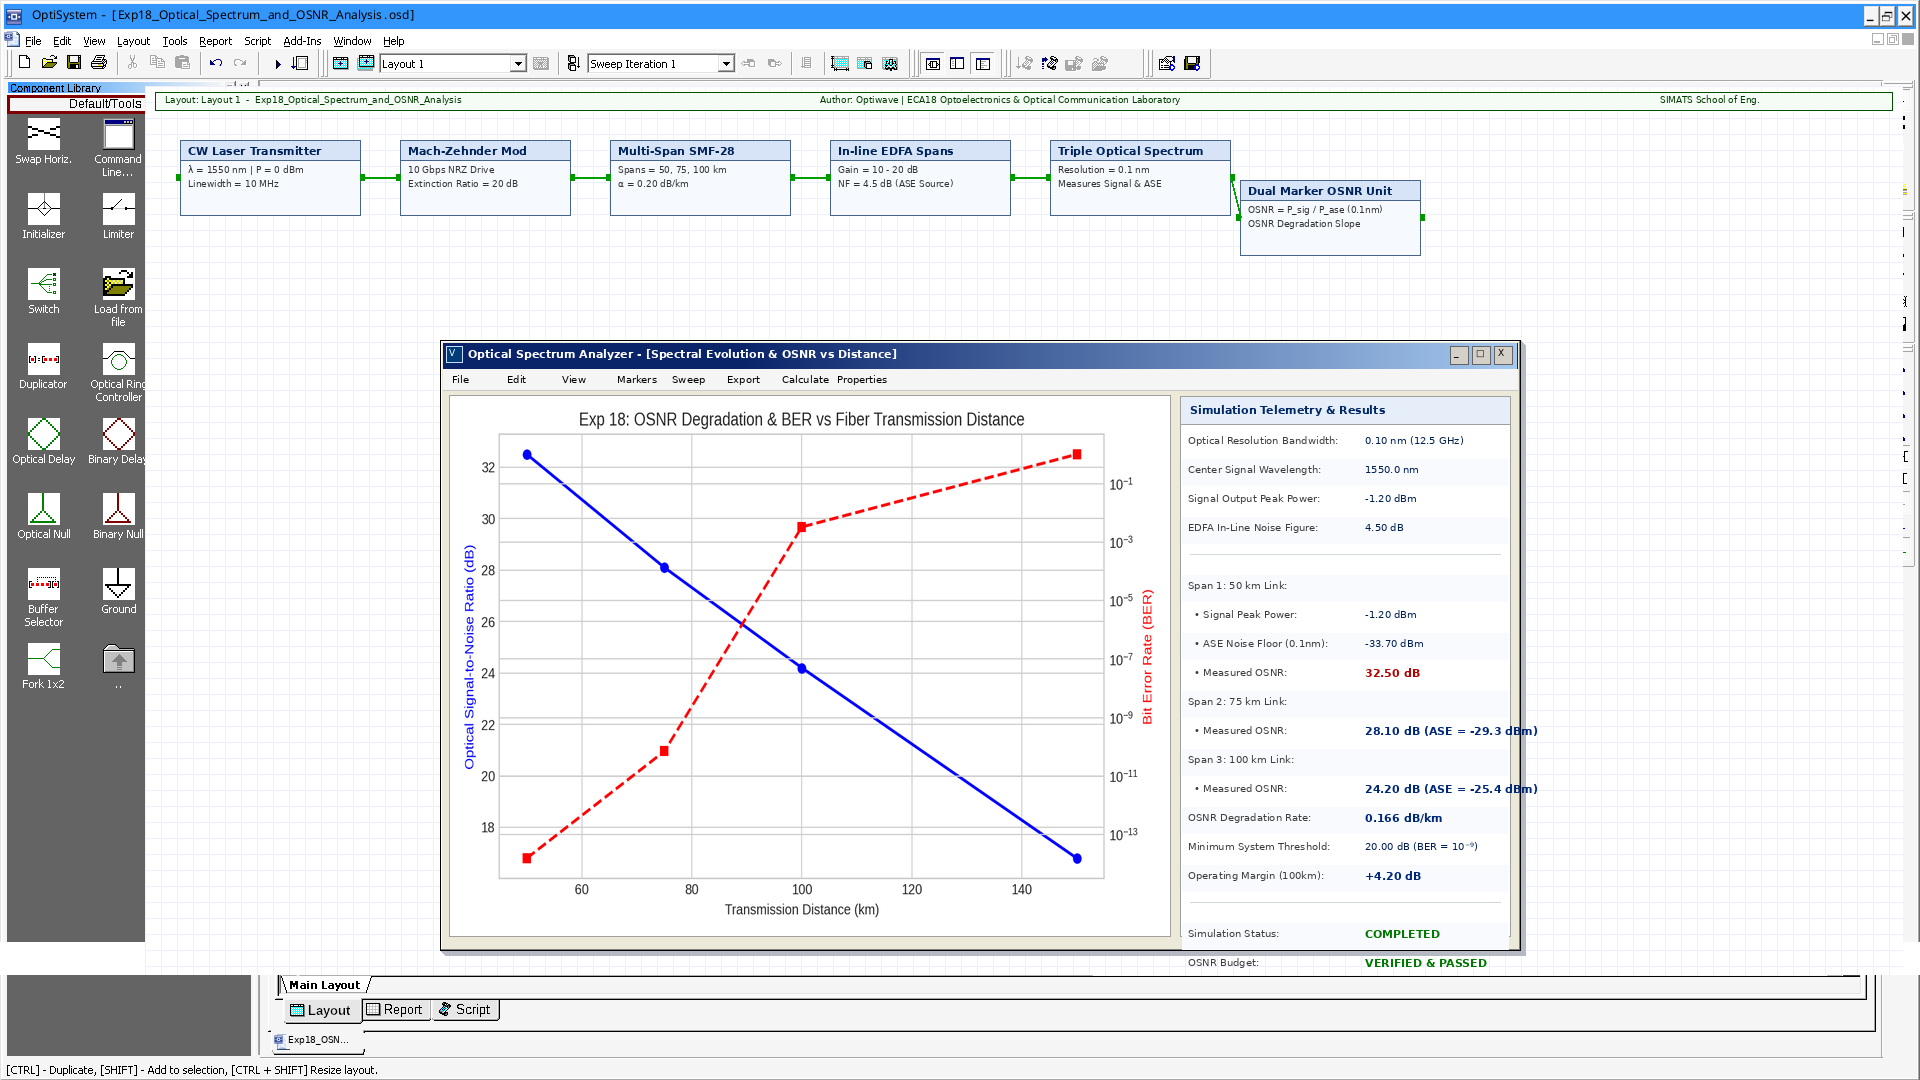 OptiSystem - [Exp18_Optical_Spectrum_and_OSNR_Analysis.osd]
File Edit View Layout Tools Report Script Add-Ins Window Help
Layout 1 Sweep Iteration 1
Component Library
Default/Tools
Swap Horiz. Command Line...
Initializer Limiter
Switch Load from file
Duplicator Optical Ring Controller
Optical Delay Binary Delay
Optical Null Binary Null
Buffer Selector Ground
Fork 1x2 ..
Layout: Layout 1 - Exp18_Optical_Spectrum_and_OSNR_Analysis Author: Optiwave | ECA18 Optoelectronics & Optical Communication Laboratory SIMATS School of Eng.
CW Laser Transmitter
λ = 1550 nm | P = 0 dBm
Linewidth = 10 MHz
Mach-Zehnder Mod
10 Gbps NRZ Drive
Extinction Ratio = 20 dB
Multi-Span SMF-28
Spans = 50, 75, 100 km
α = 0.20 dB/km
In-line EDFA Spans
Gain = 10 - 20 dB
NF = 4.5 dB (ASE Source)
Triple Optical Spectrum
Resolution = 0.1 nm
Measures Signal & ASE
Dual Marker OSNR Unit
OSNR = P_sig / P_ase (0.1nm)
OSNR Degradation Slope
V Optical Spectrum Analyzer - [Spectral Evolution & OSNR vs Distance] _ □ X
File Edit View Markers Sweep Export Calculate Properties
Exp 18: OSNR Degradation & BER vs Fiber Transmission Distance
Optical Signal-to-Noise Ratio (dB)
32
30
28
26
24
22
20
18
60 80 100 120 140
Transmission Distance (km)
10⁻¹
10⁻³
10⁻⁵
10⁻⁷
10⁻⁹
10⁻¹¹
10⁻¹³
Bit Error Rate (BER)
Simulation Telemetry & Results
Optical Resolution Bandwidth: 0.10 nm (12.5 GHz)
Center Signal Wavelength: 1550.0 nm
Signal Output Peak Power: -1.20 dBm
EDFA In-Line Noise Figure: 4.50 dB
Span 1: 50 km Link:
• Signal Peak Power: -1.20 dBm
• ASE Noise Floor (0.1nm): -33.70 dBm
• Measured OSNR: 32.50 dB
Span 2: 75 km Link:
• Measured OSNR: 28.10 dB (ASE = -29.3 dBm)
Span 3: 100 km Link:
• Measured OSNR: 24.20 dB (ASE = -25.4 dBm)
OSNR Degradation Rate: 0.166 dB/km
Minimum System Threshold: 20.00 dB (BER = 10⁻⁹)
Operating Margin (100km): +4.20 dB
Simulation Status: COMPLETED
OSNR Budget: VERIFIED & PASSED
Main Layout
Layout Report Script
Exp18_OSN...
[CTRL] - Duplicate, [SHIFT] - Add to selection, [CTRL + SHIFT] Resize layout.